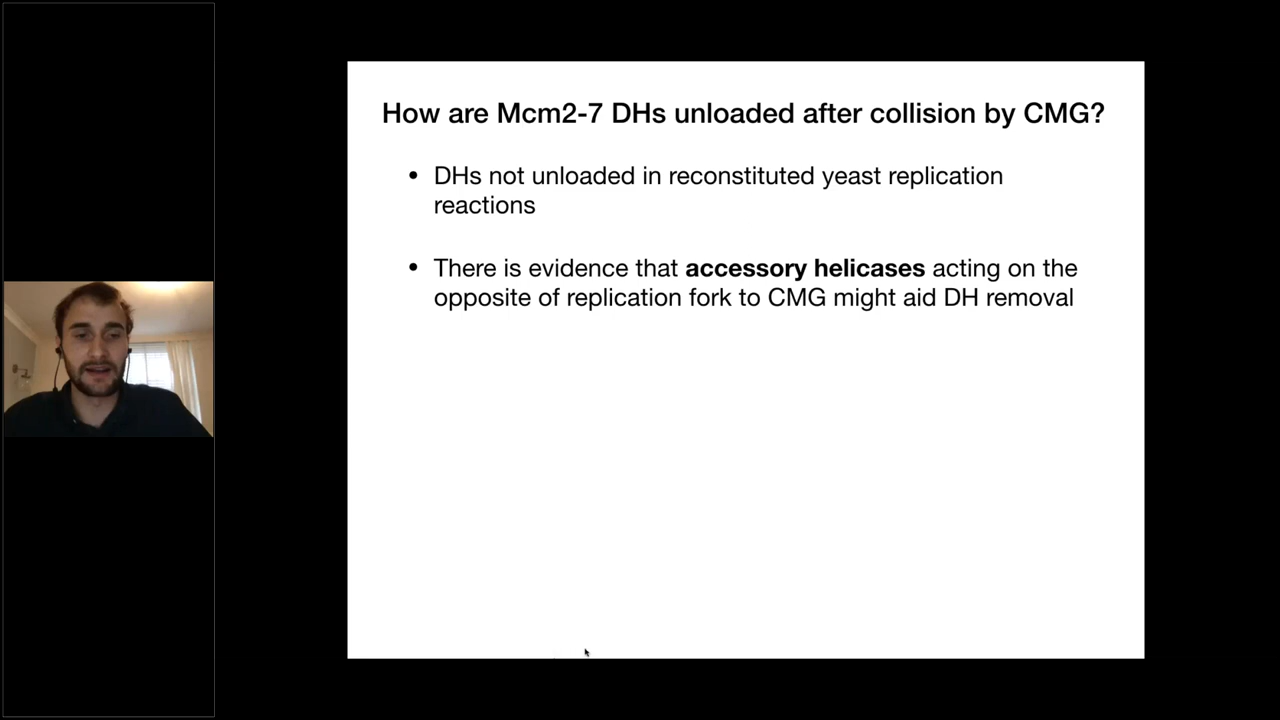 How are Mcm2-7 DHs unloaded after collision by CMG?
• DHs not unloaded in reconstituted yeast replication
reactions
• There is evidence that accessory helicases acting on the
opposite of replication fork to CMG might aid DH removal